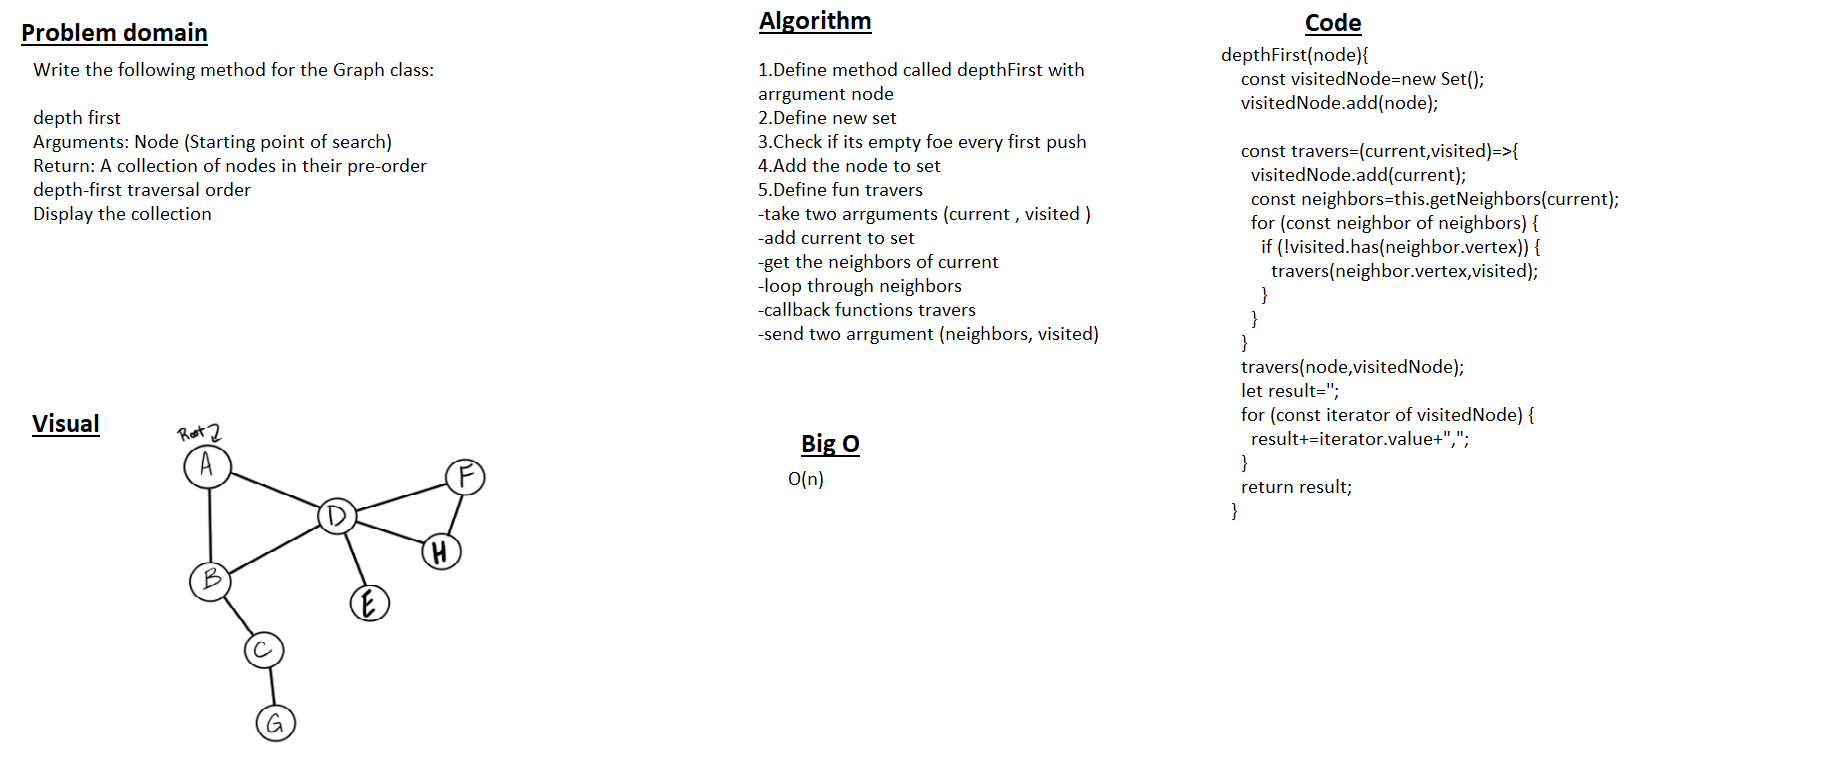 Problem domain
Write the following method for the Graph class:
depth first
Arguments: Node (Starting point of search)
Return: A collection of nodes in their pre-order
depth-first traversal order
Display the collection
Visual
Root
A
D
F
H
B
E
C
G
Algorithm
1.Define method called depthFirst with
arrgument node
2.Define new set
3.Check if its empty foe every first push
4.Add the node to set
5.Define fun travers
-take two arrguments (current , visited )
-add current to set
-get the neighbors of current
-loop through neighbors
-callback functions travers
-send two arrgument (neighbors, visited)
Big O
O(n)
Code
depthFirst(node){
const visitedNode=new Set();
visitedNode.add(node);
const travers=(current,visited)=>{
visitedNode.add(current);
const neighbors=this.getNeighbors(current);
for (const neighbor of neighbors) {
if (!visited.has(neighbor.vertex)) {
travers(neighbor.vertex,visited);
}
}
}
travers(node,visitedNode);
let result='';
for (const iterator of visitedNode) {
result+=iterator.value+",";
}
return result;
}